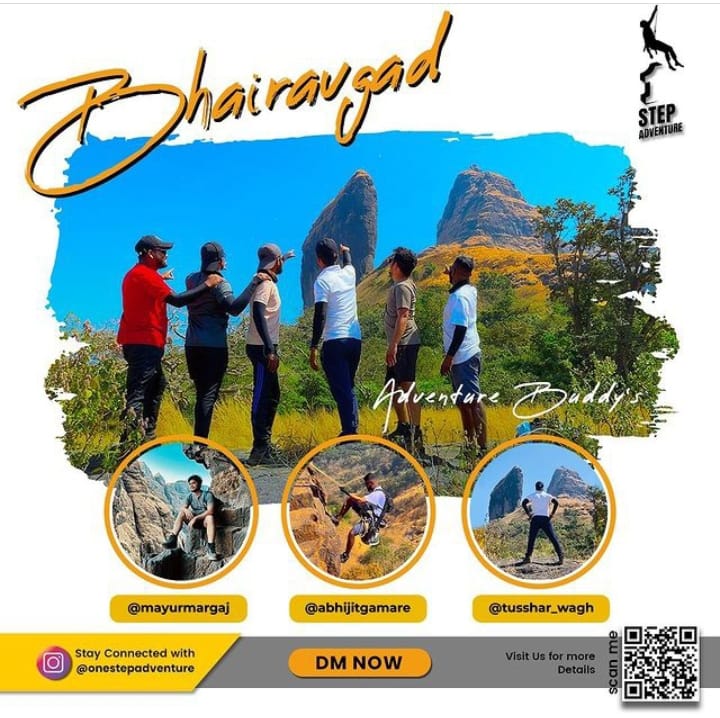 Bhairavgad
1
STEP
ADVENTURE
Adventure Buddy's
@mayurmargaj
@abhijitgamare
@tusshar_wagh
Stay Connected with
@onestepadventure
DM NOW
Visit Us for more
Details
scan me